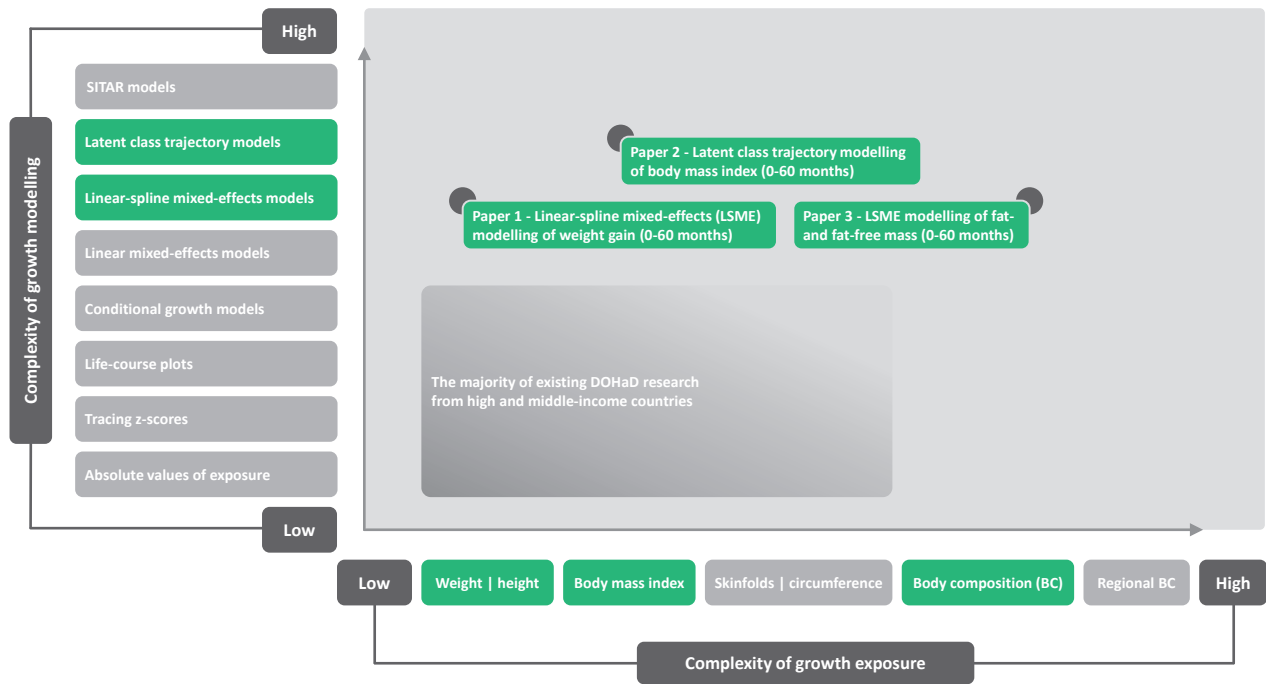 High
SITAR models
Latent class trajectory models
Linear-spline mixed-effects models
Linear mixed-effects models
Conditional growth models
Life-course plots
Tracing z-scores
Absolute values of exposure
Low
Complexity of growth modelling
Paper 2 - Latent class trajectory modelling
of body mass index (0-60 months)
Paper 1 - Linear-spline mixed-effects (LSME)
modelling of weight gain (0-60 months)
Paper 3 - LSME modelling of fat-
and fat-free mass (0-60 months)
The majority of existing DOHaD research
from high and middle-income countries
Low
Weight | height
Body mass index
Skinfolds | circumference
Body composition (BC)
Regional BC
High
Complexity of growth exposure